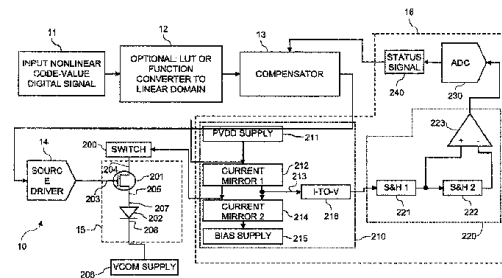 11
12
13
16
INPUT NONLINEAR
CODE-VALUE
DIGITAL SIGNAL
OPTIONAL: LUT OR
FUNCTION
CONVERTER TO
LINEAR DOMAIN
COMPENSATOR
STATUS
SIGNAL
240
ADC
230
14
SOURC
E
DRIVER
200
SWITCH
204
201
205
203
207
202
15
208
4
10
206
VCOM SUPPLY
PVDD SUPPLY
211
CURRENT
MIRROR 1
212
213
CURRENT
MIRROR 2
214
BIAS SUPPLY
215
I-TO-V
216
210
S&H 1
221
S&H 2
222
223
220